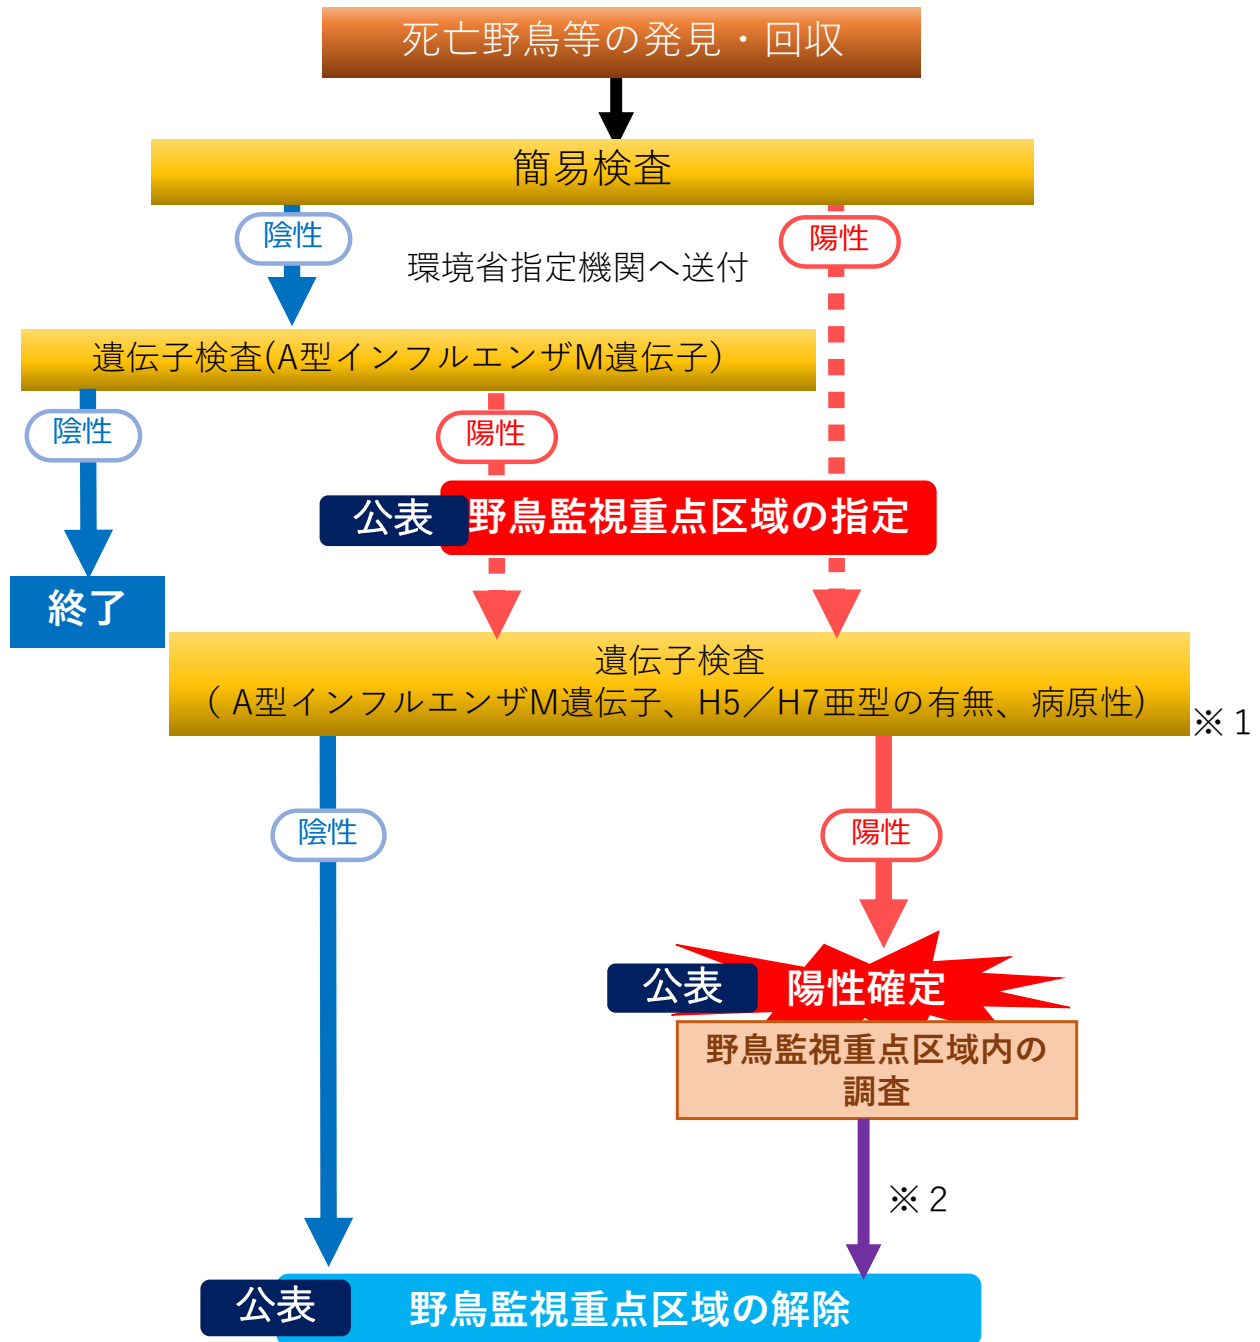 死亡野鳥等の発見・回収
簡易検査
陰性
陽性
環境省指定機関へ送付
遺伝子検査(A型インフルエンザM遺伝子)
陰性
陽性
公表
野鳥監視重点区域の指定
終了
遺伝子検査
( A型インフルエンザM遺伝子、H5／H7亜型の有無、病原性)
※1
陰性
陽性
公表
陽性確定
野鳥監視重点区域内の
調査
※2
公表
野鳥監視重点区域の解除